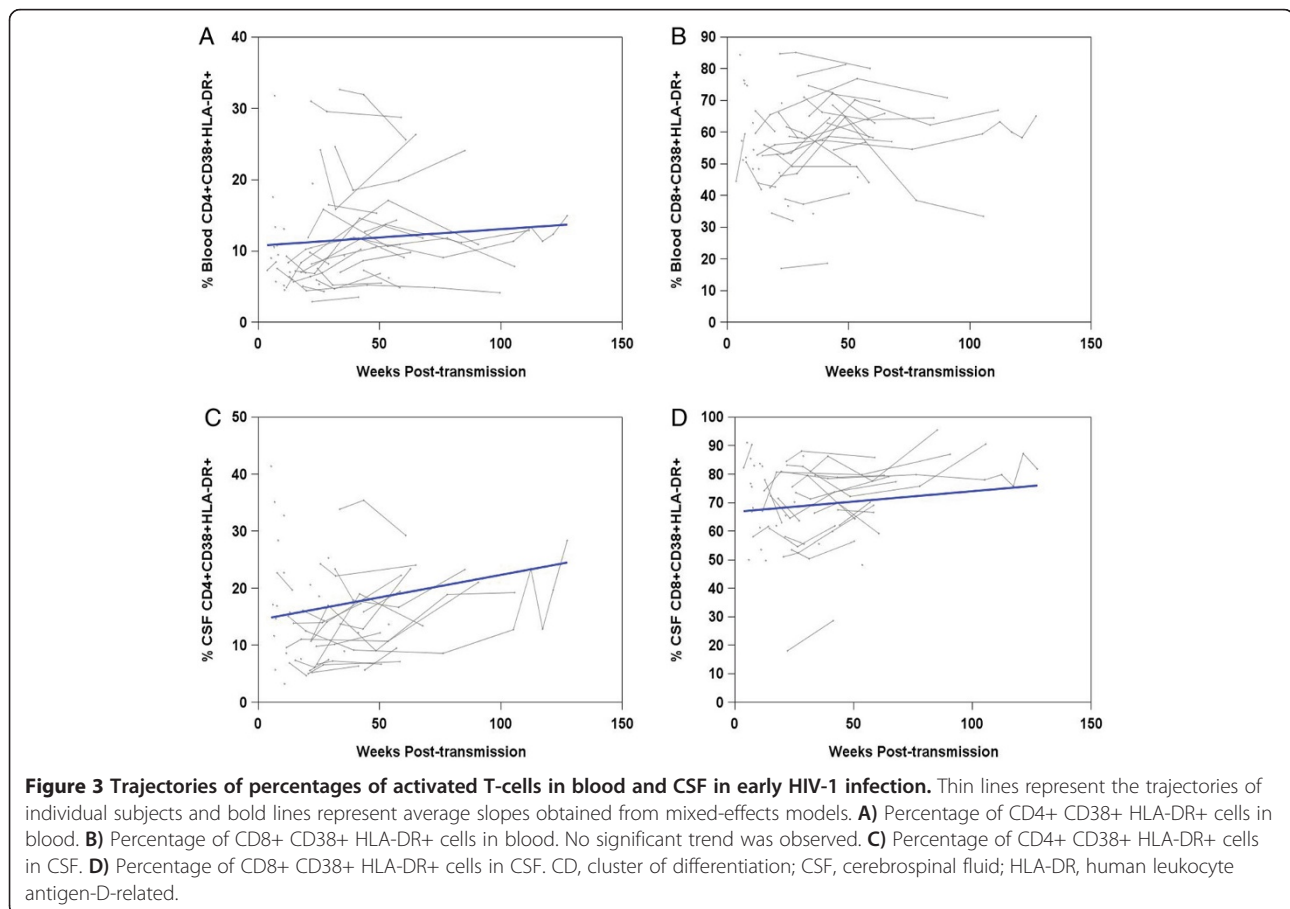 A
40
30
20
10
0
% Blood CD4+CD38+HLA-DR+
0 50 100 150
Weeks Post-transmission
B
90
80
70
60
50
40
30
20
10
0
% Blood CD8+CD38+HLA-DR+
0 50 100 150
Weeks Post-transmission
C
50
40
30
20
10
0
% CSF CD4+CD38+HLA-DR+
0 50 100 150
Weeks Post-transmission
D
100
90
80
70
60
50
40
30
20
10
0
% CSF CD8+CD38+HLA-DR+
0 50 100 150
Weeks Post-transmission
Figure 3 Trajectories of percentages of activated T-cells in blood and CSF in early HIV-1 infection. Thin lines represent the trajectories of
individual subjects and bold lines represent average slopes obtained from mixed-effects models. A) Percentage of CD4+ CD38+ HLA-DR+ cells in
blood. B) Percentage of CD8+ CD38+ HLA-DR+ cells in blood. No significant trend was observed. C) Percentage of CD4+ CD38+ HLA-DR+ cells
in CSF. D) Percentage of CD8+ CD38+ HLA-DR+ cells in CSF. CD, cluster of differentiation; CSF, cerebrospinal fluid; HLA-DR, human leukocyte
antigen-D-related.